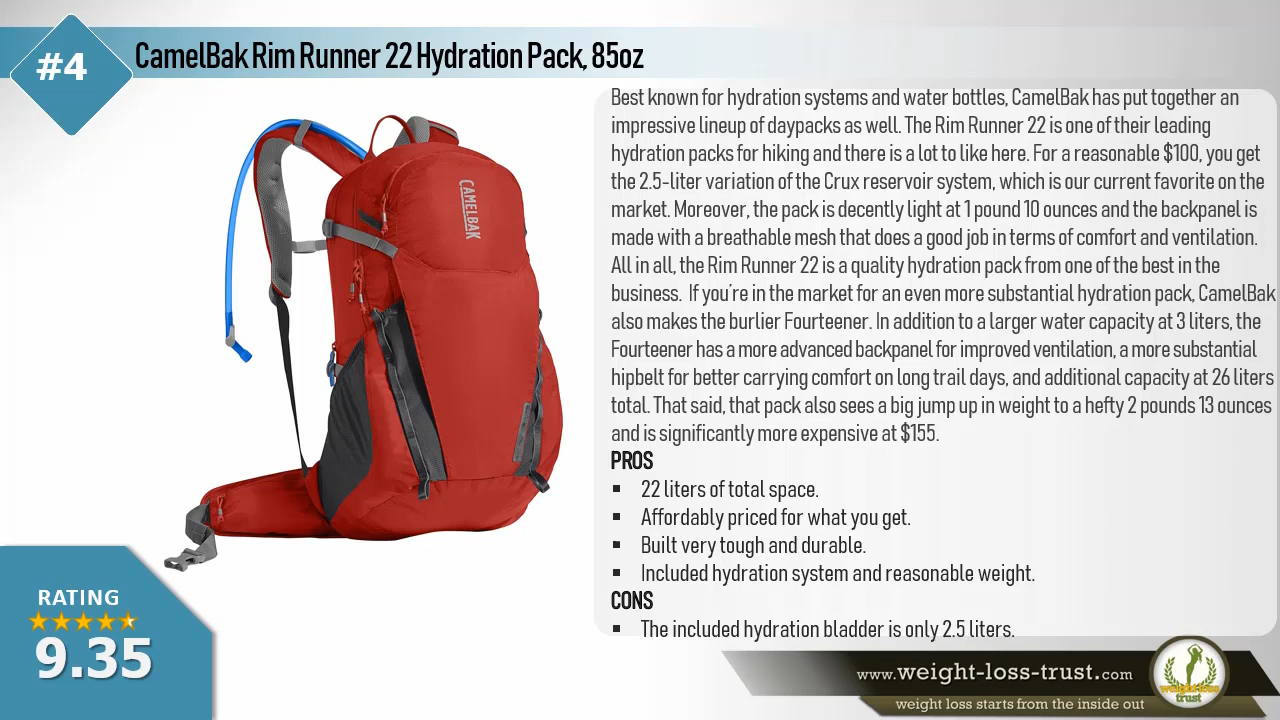 #4
CamelBak Rim Runner 22 Hydration Pack, 85oz
CAMELBAK
Best known for hydration systems and water bottles, CamelBak has put together an
impressive lineup of daypacks as well. The Rim Runner 22 is one of their leading
hydration packs for hiking and there is a lot to like here. For a reasonable $100, you get
the 2.5-liter variation of the Crux reservoir system, which is our current favorite on the
market. Moreover, the pack is decently light at 1 pound 10 ounces and the backpanel is
made with a breathable mesh that does a good job in terms of comfort and ventilation.
All in all, the Rim Runner 22 is a quality hydration pack from one of the best in the
business.  If you're in the market for an even more substantial hydration pack, CamelBak
also makes the burlier Fourteener. In addition to a larger water capacity at 3 liters, the
Fourteener has a more advanced backpanel for improved ventilation, a more substantial
hipbelt for better carrying comfort on long trail days, and additional capacity at 26 liters
total. That said, that pack also sees a big jump up in weight to a hefty 2 pounds 13 ounces
and is significantly more expensive at $155.
PROS
▪ 22 liters of total space.
▪ Affordably priced for what you get.
▪ Built very tough and durable.
▪ Included hydration system and reasonable weight.
CONS
▪ The included hydration bladder is only 2.5 liters.
RATING
9.35
www.weight-loss-trust.com
weight loss starts from the inside out
weight loss
trust